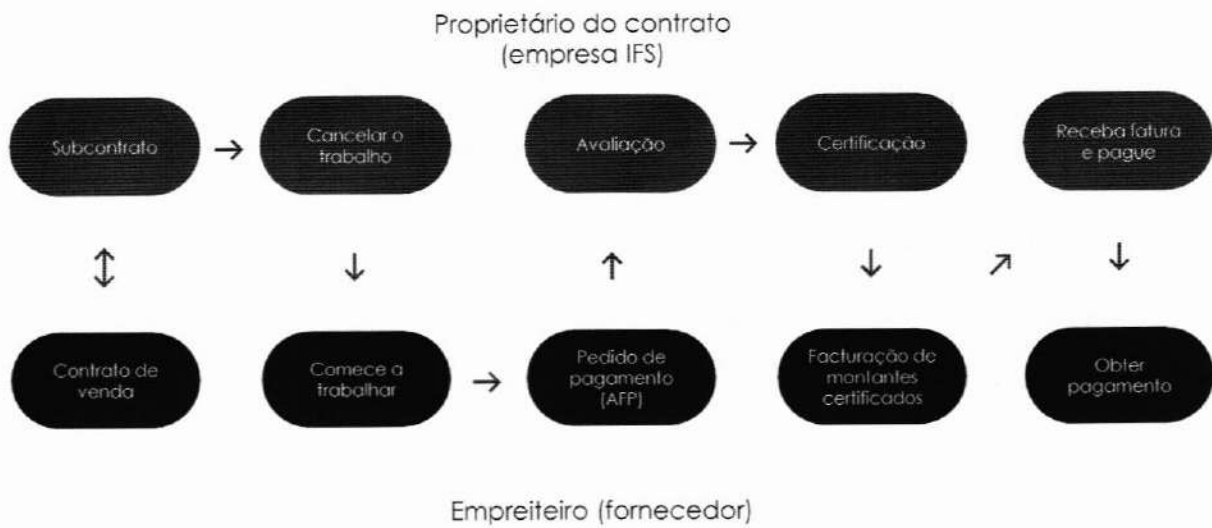 Proprietário do contrato
(empresa IFS)
Subcontrato
Cancelar o
trabalho
Avaliação
Certificação
Receba fatura
e pague
Contrato de
venda
Comece a
trabalhar
Pedido de
pagamento
(AFP)
Facturação de
montantes
certificados
Obter
pagamento
Empreiteiro (fornecedor)